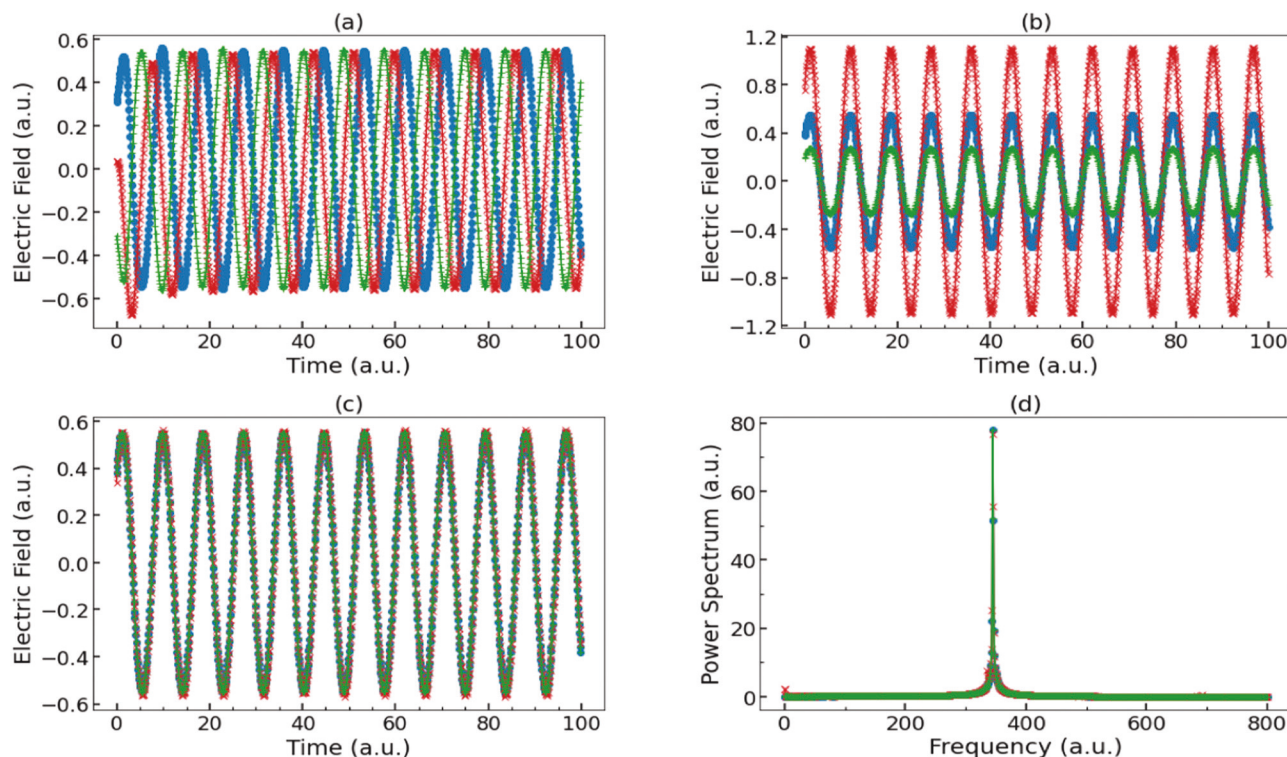 (a)
0.6
0.4
0.2
0.0
−0.2
−0.4
−0.6
Electric Field (a.u.)
0 20 40 60 80 100
Time (a.u.)
(b)
1.2
0.8
0.4
0.0
−0.4
−0.8
−1.2
Electric Field (a.u.)
0 20 40 60 80 100
Time (a.u.)
(c)
0.6
0.4
0.2
0.0
−0.2
−0.4
−0.6
Electric Field (a.u.)
0 20 40 60 80 100
Time (a.u.)
(d)
80
60
40
20
0
Power Spectrum (a.u.)
0 200 400 600 800
Frequency (a.u.)